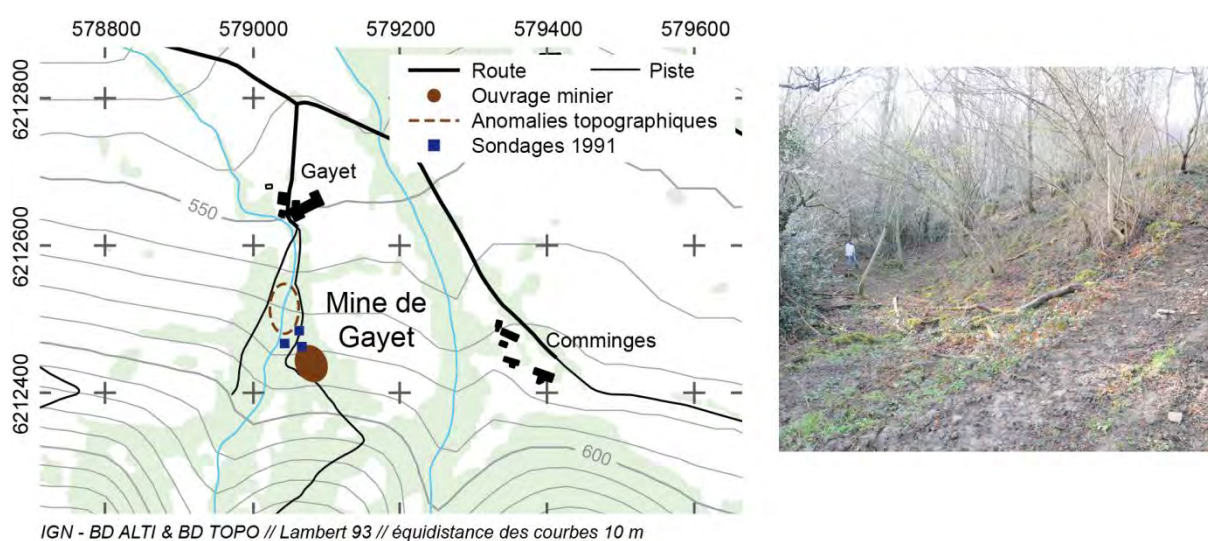 578800 579000 579200 579400 579600
6212800
6212600
6212400
Route Piste
Ouvrage minier
Anomalies topographiques
Sondages 1991
Gayet
550
Mine de
Gayet
Comminges
600
IGN - BD ALTI & BD TOPO // Lambert 93 // équidistance des courbes 10 m